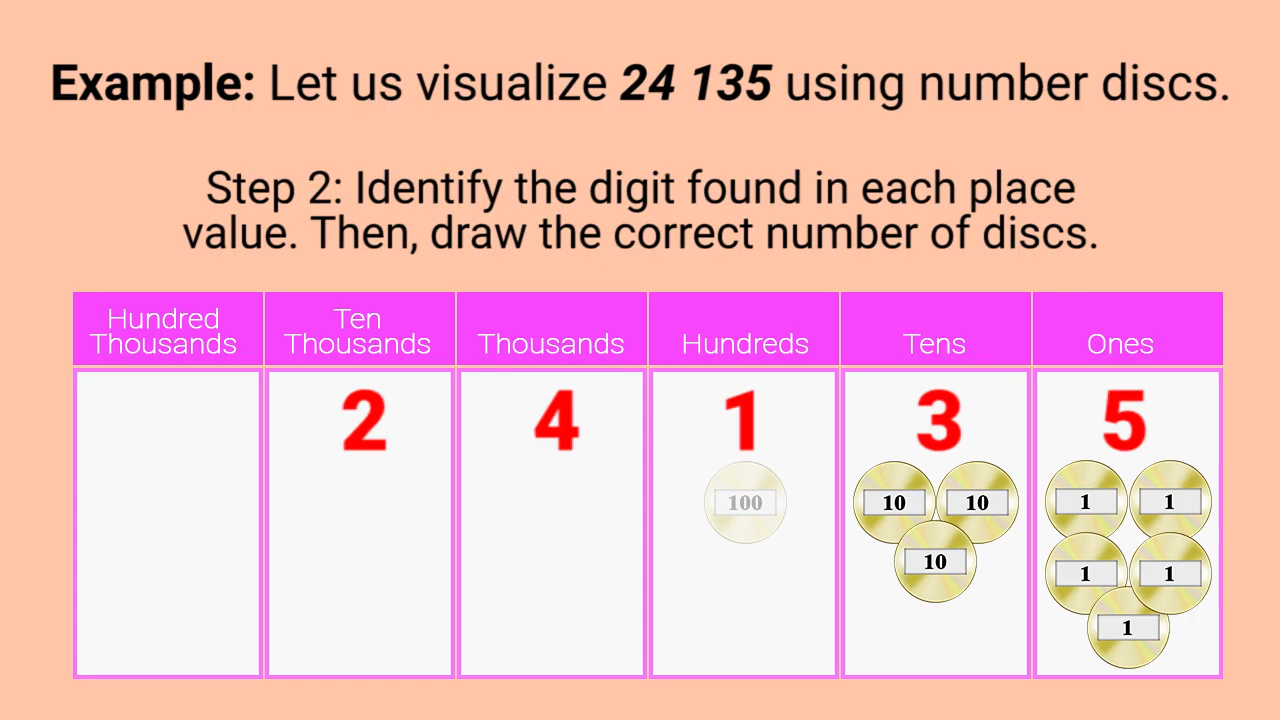 Example: Let us visualize 24 135 using number discs.
Step 2: Identify the digit found in each place
value. Then, draw the correct number of discs.
Hundred Thousands
Ten Thousands
Thousands
Hundreds
Tens
Ones
2 4 1 3 5
100 10 10 1 1
10 1 1
1